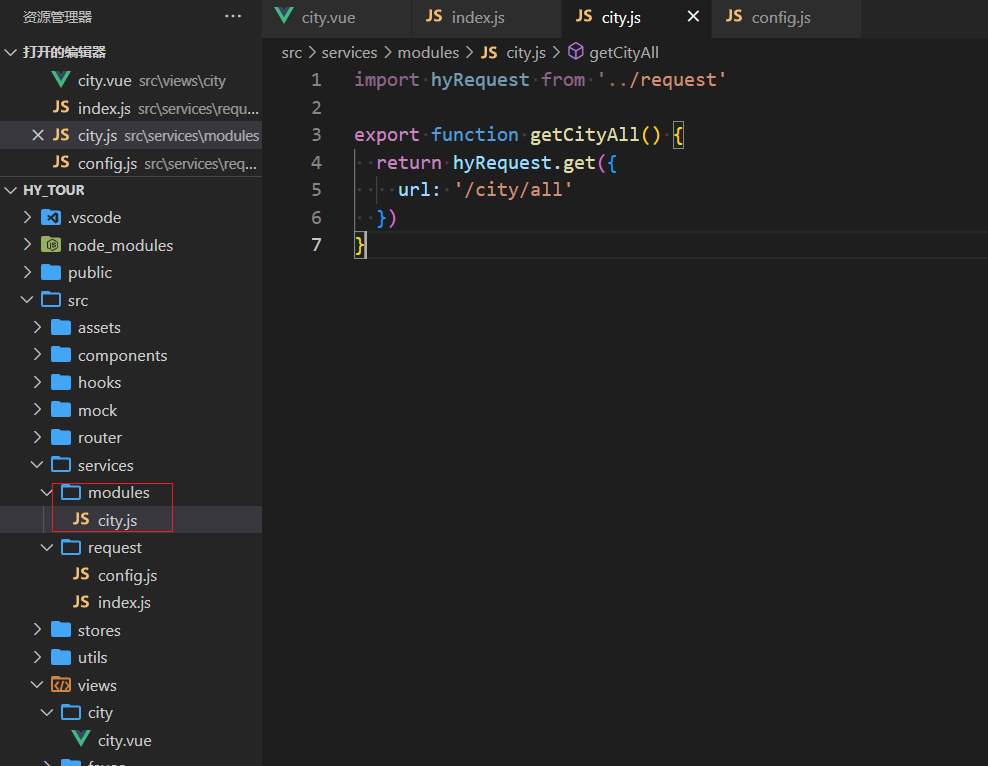 资源管理器 ...
打开的编辑器
city.vue src\views\city
JS index.js src\services\requ...
JS city.js src\services\modules
JS config.js src\services\req...
HY_TOUR
.vscode
node_modules
public
src
assets
components
hooks
mock
router
services
modules
JS city.js
request
JS config.js
JS index.js
stores
utils
views
city
city.vue
city.vue JS index.js JS city.js JS config.js
src > services > modules > JS city.js > getCityAll
1 import hyRequest from '../request'
2
3 export function getCityAll() {
4 return hyRequest.get({
5 url: '/city/all'
6 })
7 }